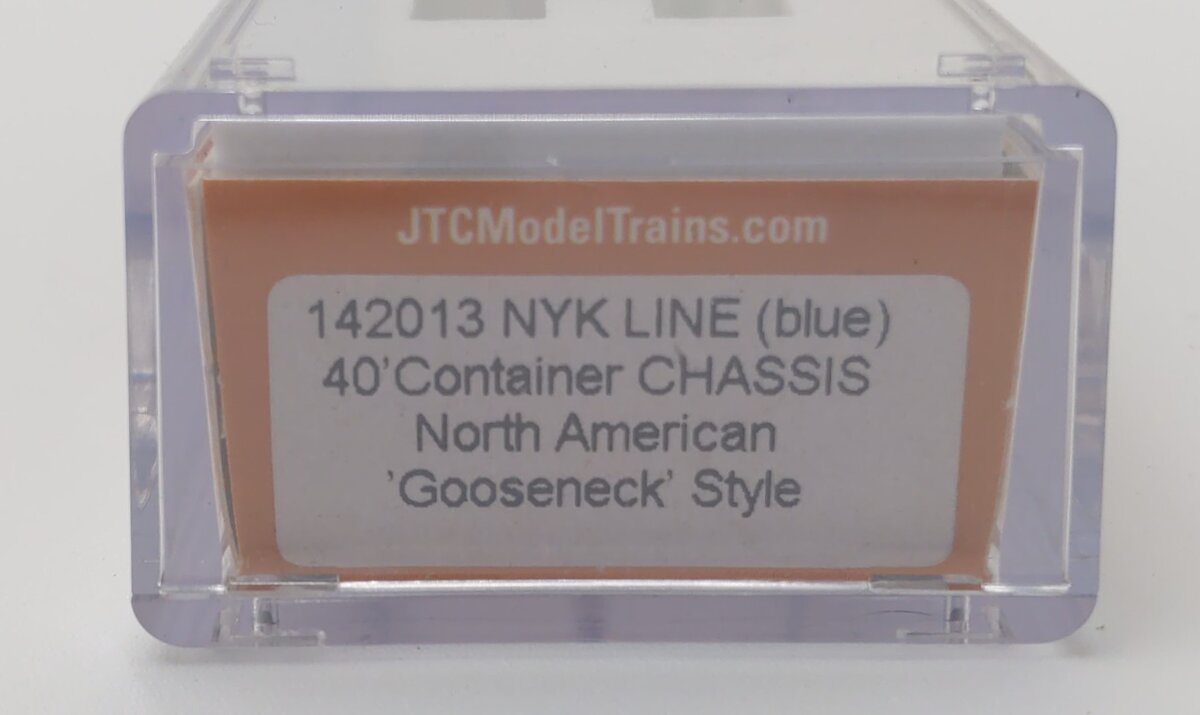 JTCModelTrains.com
142013 NYK LINE (blue)
40'Container CHASSIS
North American
'Gooseneck' Style